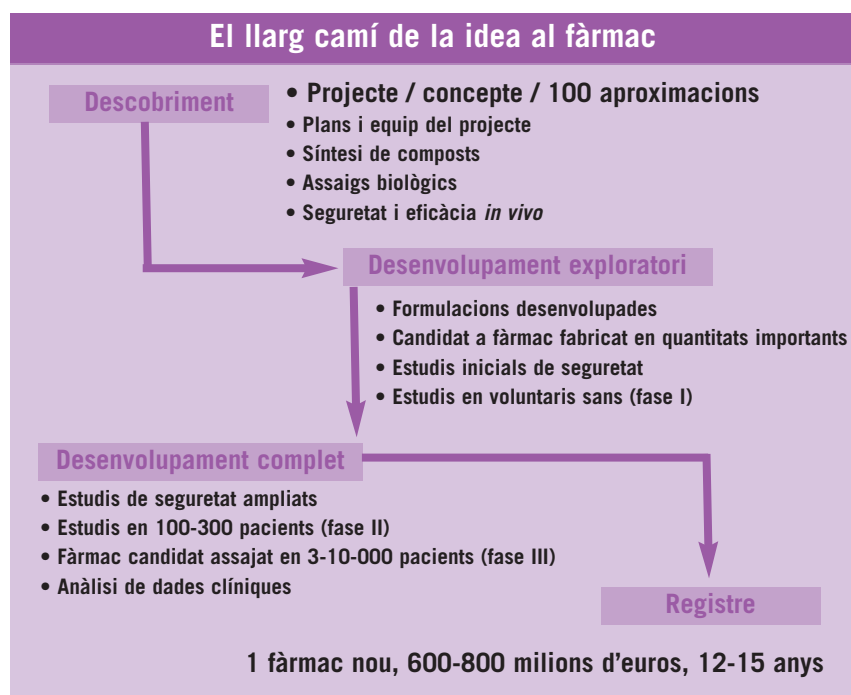 El llarg camí de la idea al fàrmac
Descobriment
• Projecte / concepte / 100 aproximacions
• Plans i equip del projecte
• Síntesi de composts
• Assaigs biològics
• Seguretat i eficàcia in vivo
Desenvolupament exploratori
• Formulacions desenvolupades
• Candidat a fàrmac fabricat en quantitats importants
• Estudis inicials de seguretat
• Estudis en voluntaris sans (fase I)
Desenvolupament complet
• Estudis de seguretat ampliats
• Estudis en 100-300 pacients (fase II)
• Fàrmac candidat assajat en 3-10-000 pacients (fase III)
• Anàlisi de dades clíniques
Registre
1 fàrmac nou, 600-800 milions d'euros, 12-15 anys